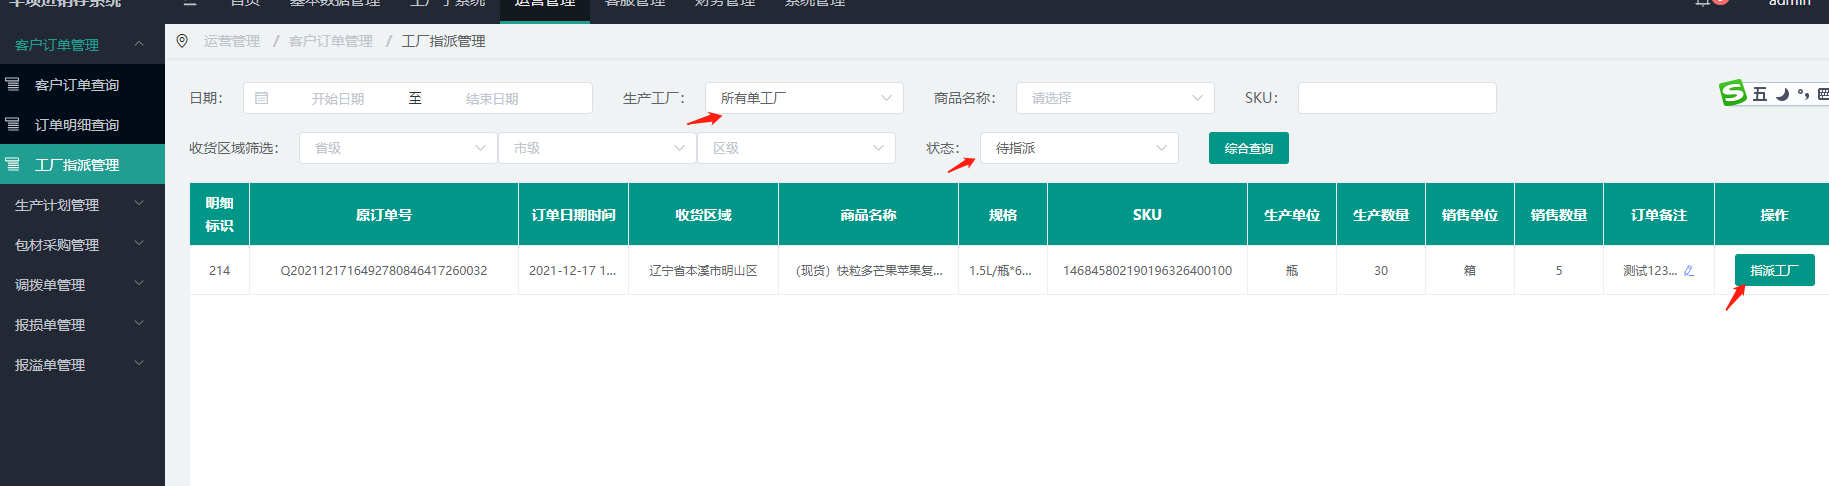 半项进销存系统 首页 基本数据管理 工厂子系统 运营管理 客服管理 财务管理 系统管理 admin
客户订单管理
客户订单查询
订单明细查询
工厂指派管理
生产计划管理
包材采购管理
调拨单管理
报损单管理
报溢单管理
运营管理 / 客户订单管理 / 工厂指派管理
日期: 开始日期 至 结束日期 生产工厂: 所有单工厂 商品名称: 请选择 SKU:
五
收货区域筛选: 省级 市级 区级 状态: 待指派 综合查询
明细标识 原订单号 订单日期时间 收货区域 商品名称 规格 SKU 生产单位 生产数量 销售单位 销售数量 订单备注 操作
214 Q2021121716492780846417260032 2021-12-17 1... 辽宁省本溪市明山区 （现货）快粒多芒果苹果复... 1.5L/瓶*6... 146845802190196326400100 瓶 30 箱 5 测试123... 指派工厂